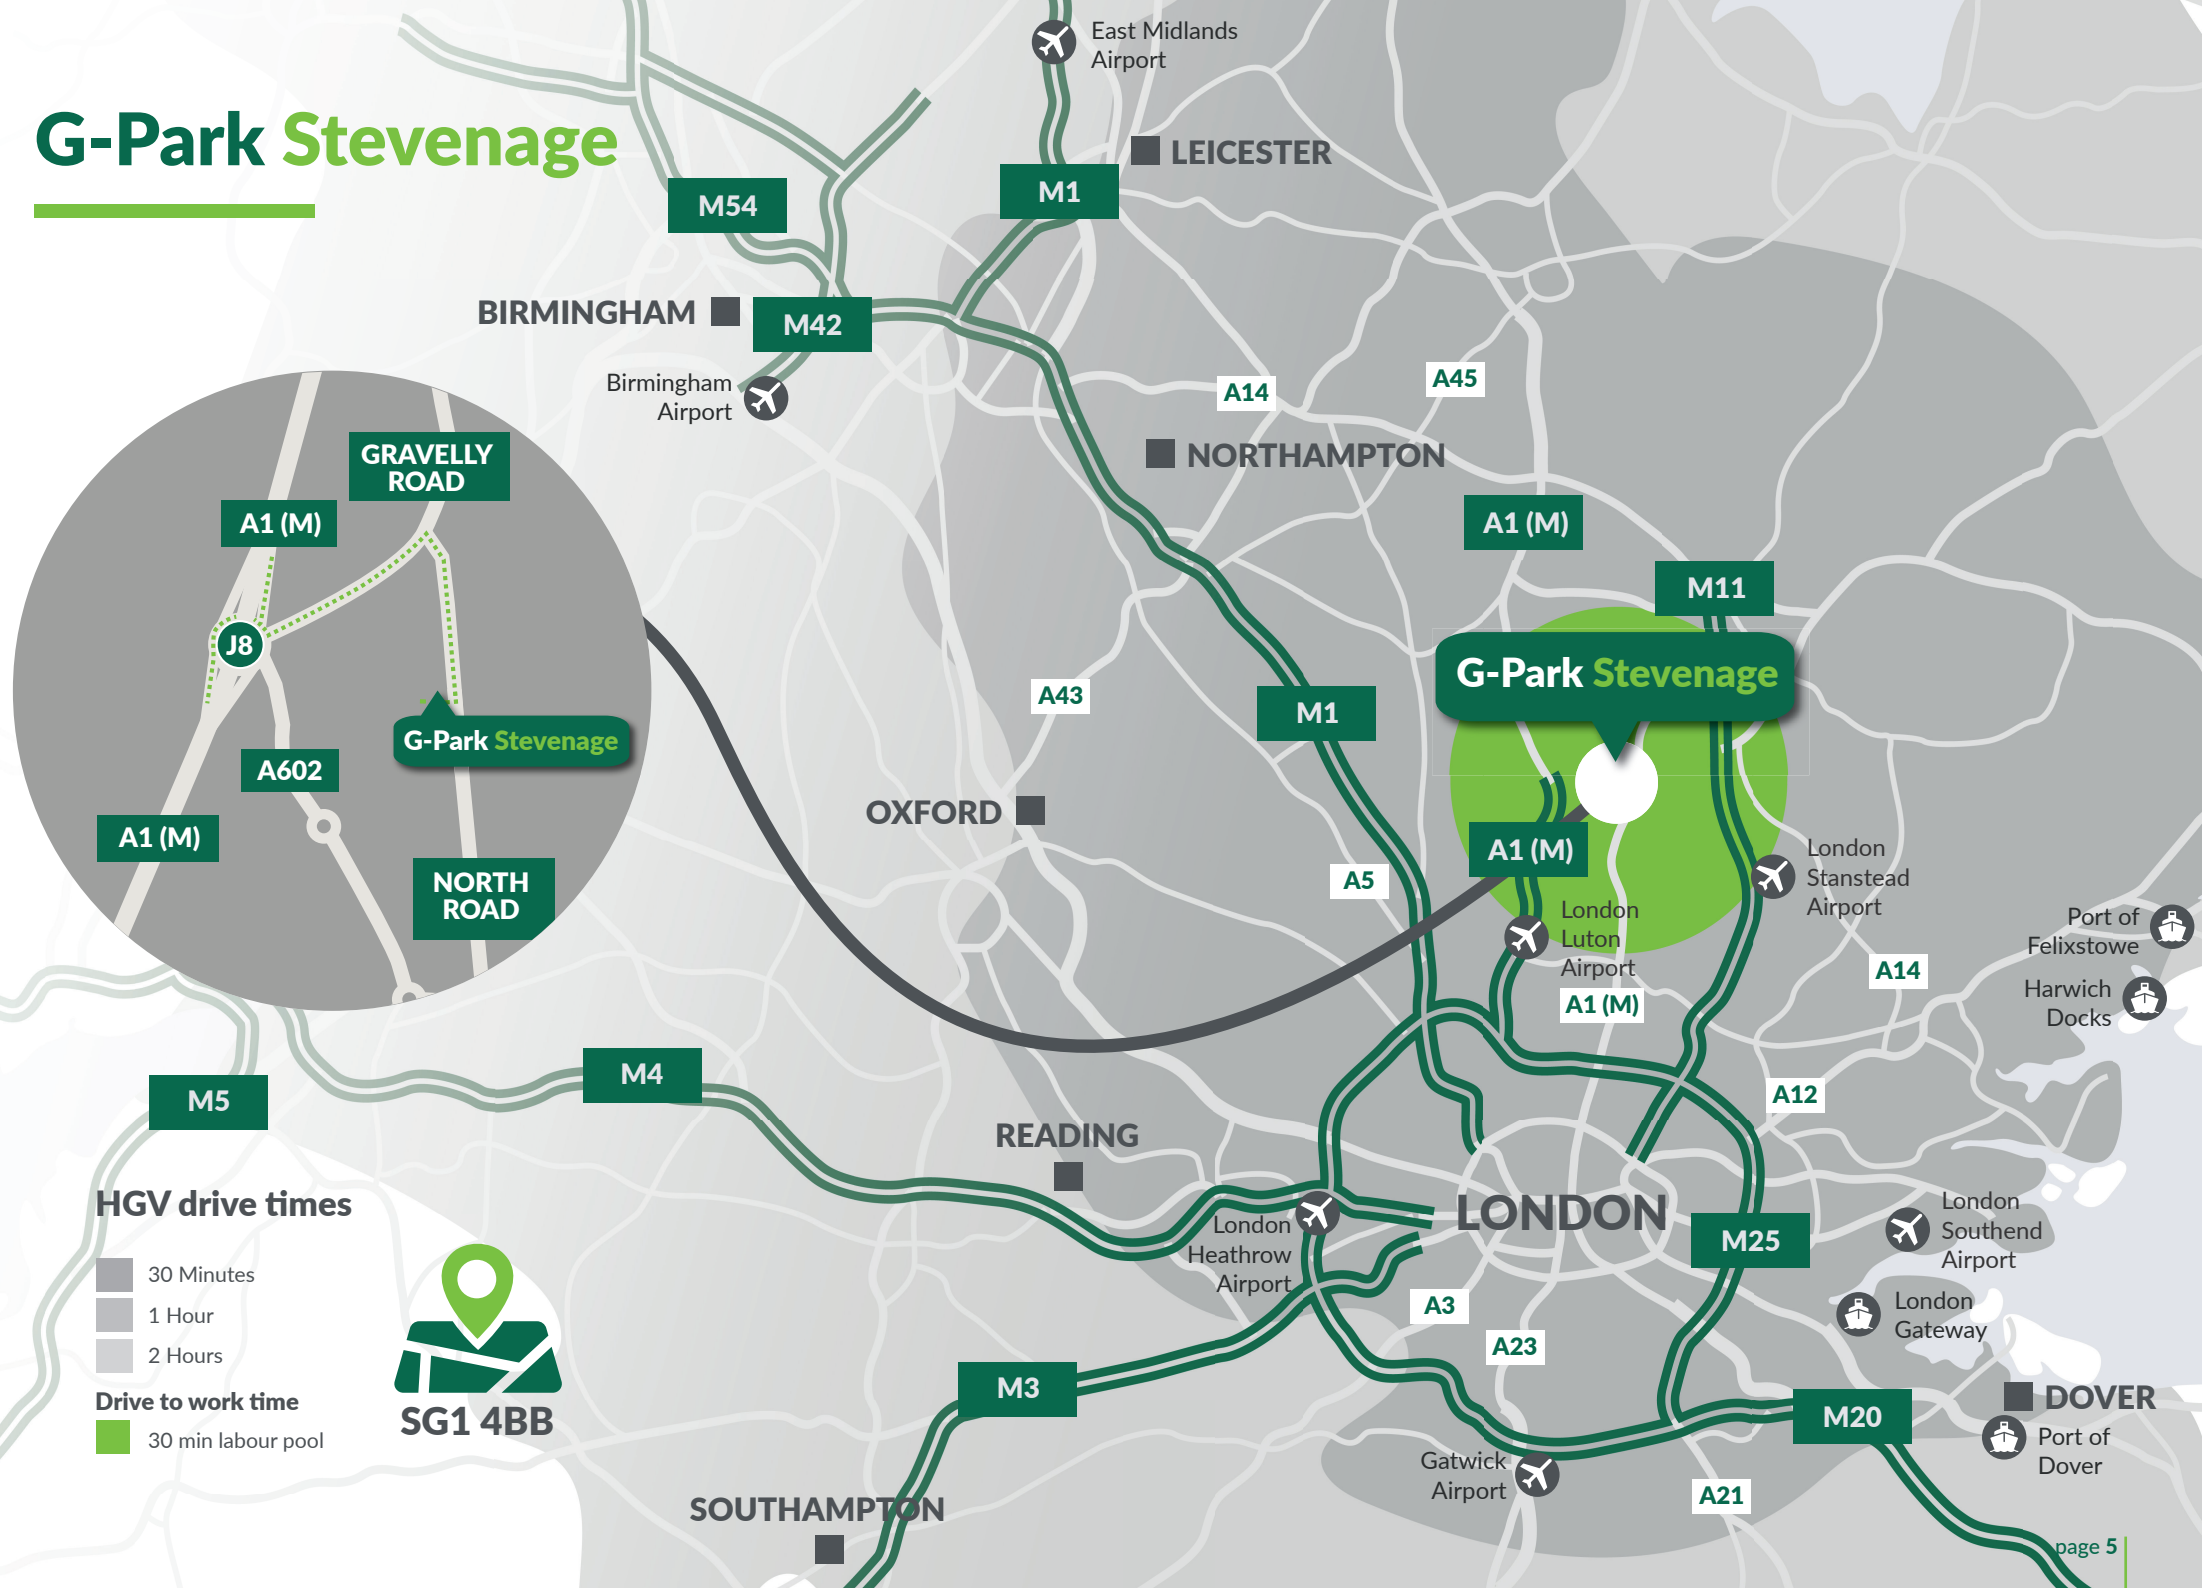 G-Park Stevenage
East Midlands
Airport
LEICESTER
M1
M54
BIRMINGHAM
M42
Birmingham
Airport
A14
A45
NORTHAMPTON
A1 (M)
M11
G-Park Stevenage
A43
M1
OXFORD
A1 (M)
A5
London
Stanstead
Airport
London
Luton
Airport
A1 (M)
A14
Port of
Felixstowe
Harwich
Docks
GRAVELLY
ROAD
A1 (M)
J8
G-Park Stevenage
A602
A1 (M)
NORTH
ROAD
M4
M5
READING
A12
LONDON
London
Heathrow
Airport
M25
London
Southend
Airport
London
Gateway
A3
A23
M3
M20
DOVER
Port of
Dover
Gatwick
Airport
A21
SOUTHAMPTON
HGV drive times
30 Minutes
1 Hour
2 Hours
Drive to work time
30 min labour pool
SG1 4BB
page 5